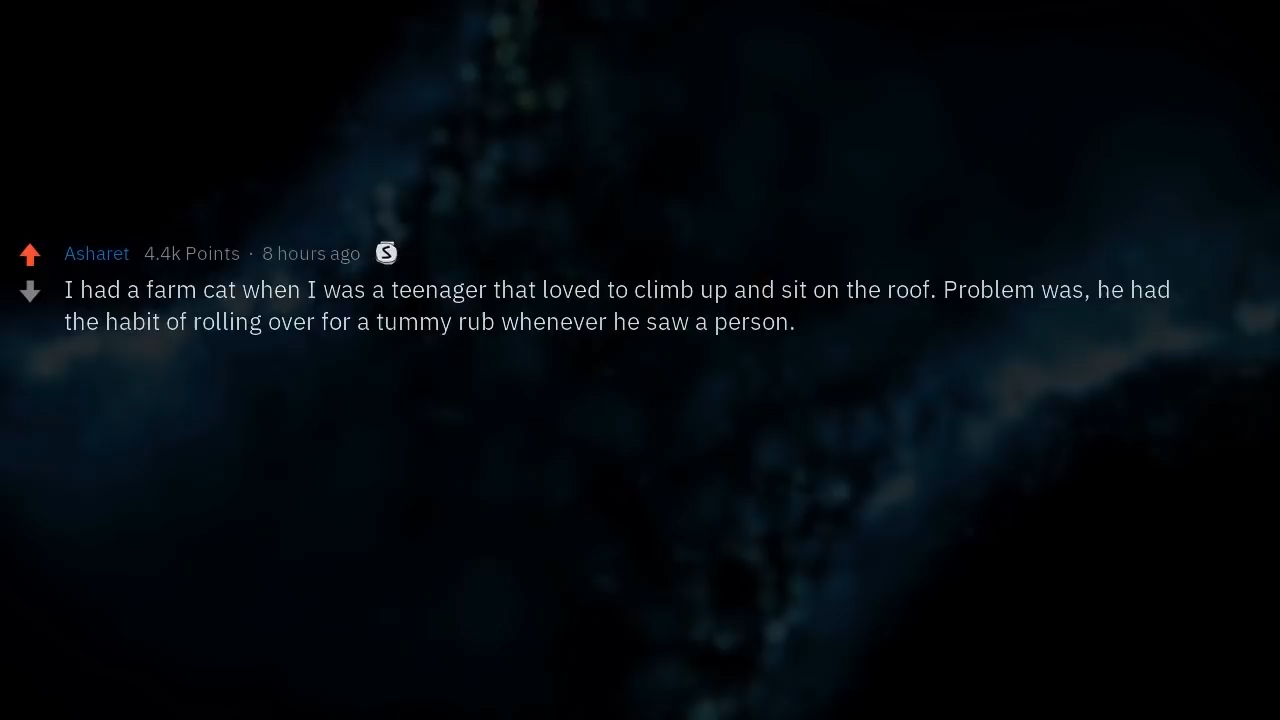 Asharet 4.4k Points · 8 hours ago S
I had a farm cat when I was a teenager that loved to climb up and sit on the roof. Problem was, he had
the habit of rolling over for a tummy rub whenever he saw a person.